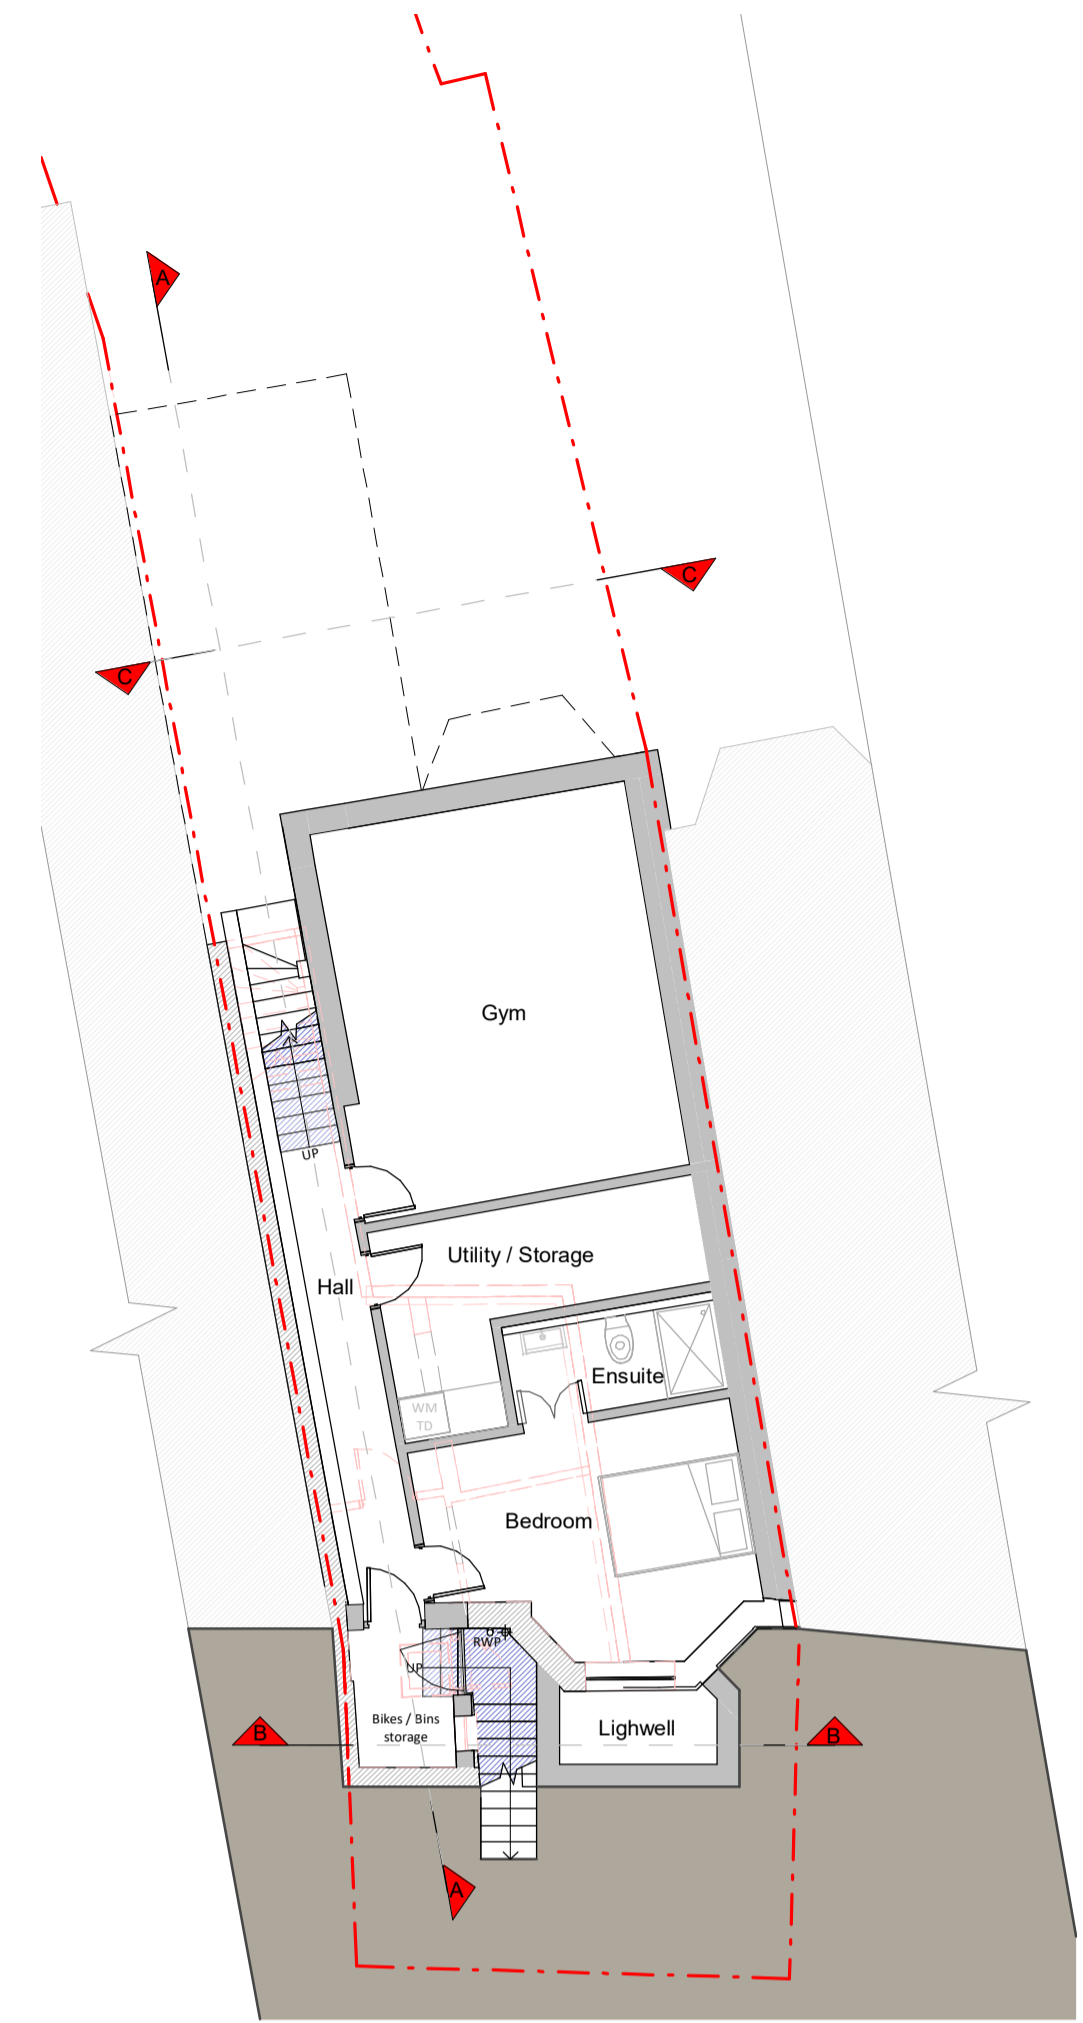 A
C
C
Gym
UP
Utility / Storage
Hall
Ensuite
WM
TD
Bedroom
RWP
UP
Bikes / Bins
storage
Lighwell
B
B
A